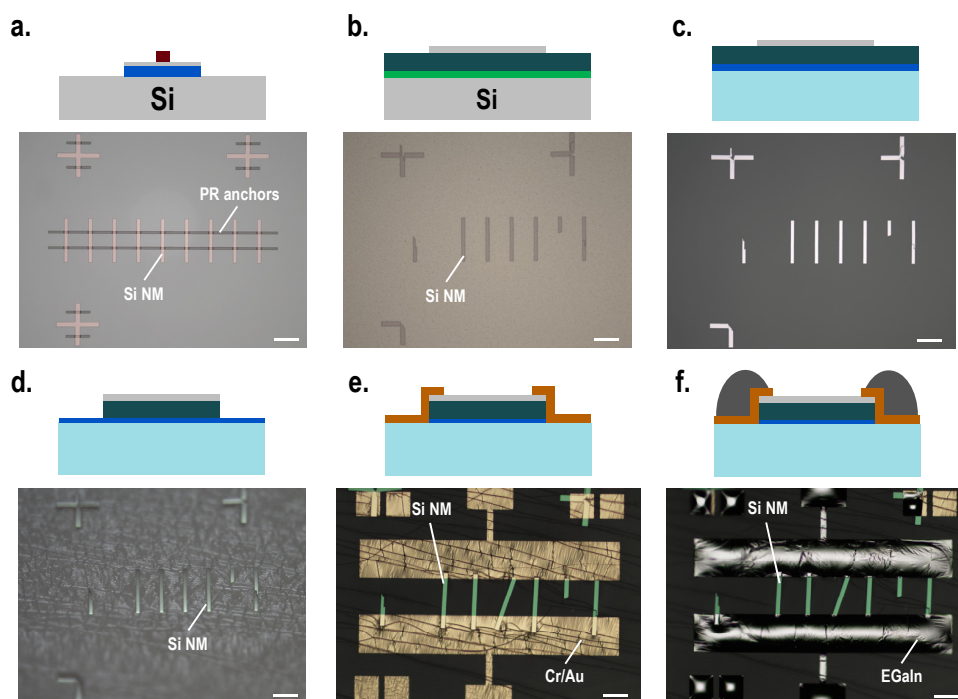 a.
b.
c.
Si
Si
PR anchors
Si NM
Si NM
d.
e.
f.
Si NM
Si NM
Si NM
Cr/Au
EGaIn